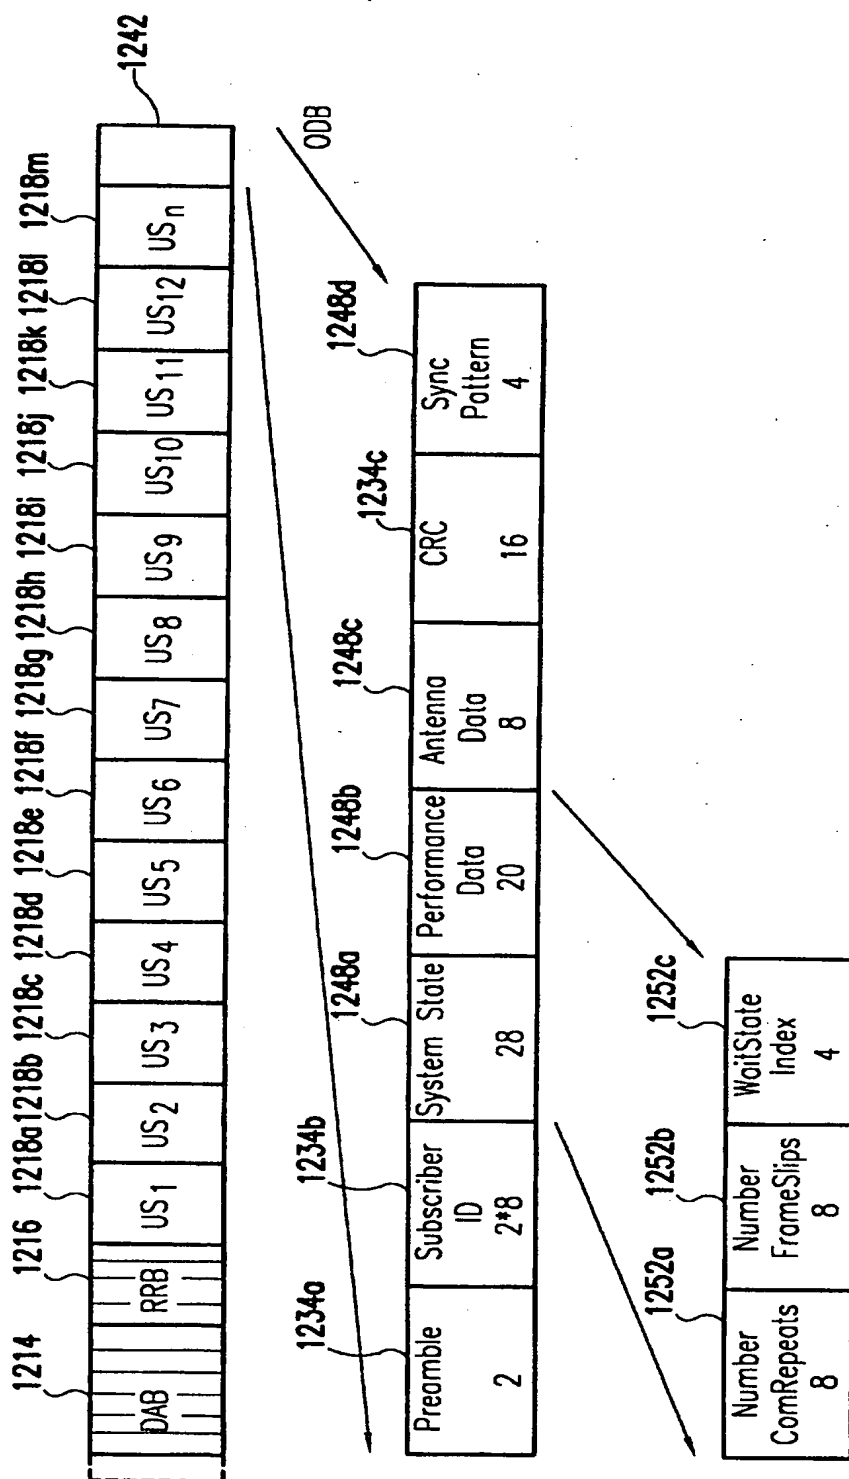 1214 1216 1218a 1218b 1218c 1218d 1218e 1218f 1218g 1218h 1218i 1218j 1218k 1218l 1218m
DAB RRB US1 US2 US3 US4 US5 US6 US7 US8 US9 US10 US11 US12 USn
1242
ODB
1234a 1234b 1248a 1248b 1248c 1234c 1248d
Preamble
2
Subscriber
ID
2*8
System State
28
Performance
Data
20
Antenna
Data
8
CRC
16
Sync
Pattern
4
1252a 1252b 1252c
Number
ComRepeats
8
Number
FrameSlips
8
WaitState
Index
4